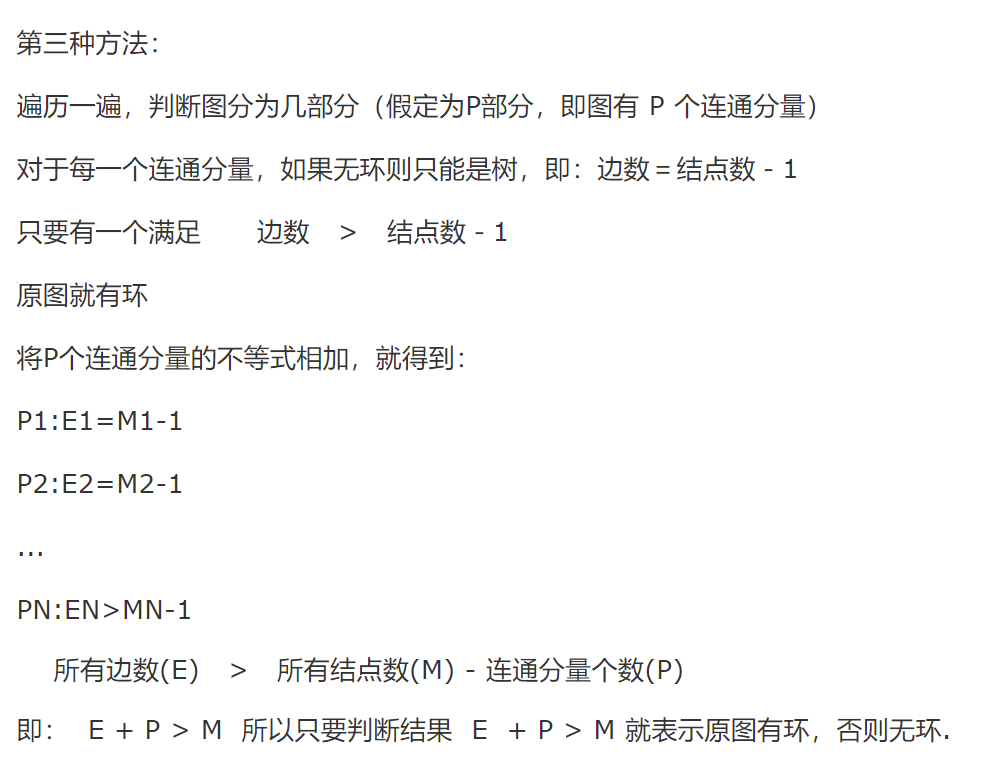 第三种方法：
遍历一遍，判断图分为几部分（假定为P部分，即图有 P 个连通分量）
对于每一个连通分量，如果无环则只能是树，即：边数＝结点数 - 1
只要有一个满足　　边数　>　结点数 - 1
原图就有环
将P个连通分量的不等式相加，就得到：
P1:E1=M1-1
P2:E2=M2-1
...
PN:EN>MN-1
所有边数(E)　>　所有结点数(M) - 连通分量个数(P)
即：　E + P > M  所以只要判断结果  E  + P > M 就表示原图有环，否则无环.